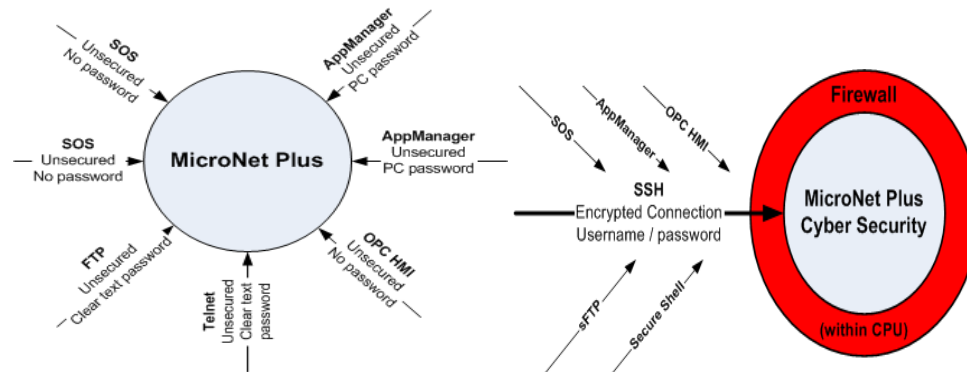 SOS
Unsecured
No password
AppManager
Unsecured
PC password
SOS
Unsecured
No password
MicroNet Plus
AppManager
Unsecured
PC password
FTP
Unsecured
Clear text password
Telnet
Unsecured
Clear text
password
OPC HMI
Unsecured
No password
SOS
AppManager
OPC HMI
SSH
Encrypted Connection
Username / password
sFTP
Secure Shell
Firewall
MicroNet Plus
Cyber Security
(within CPU)